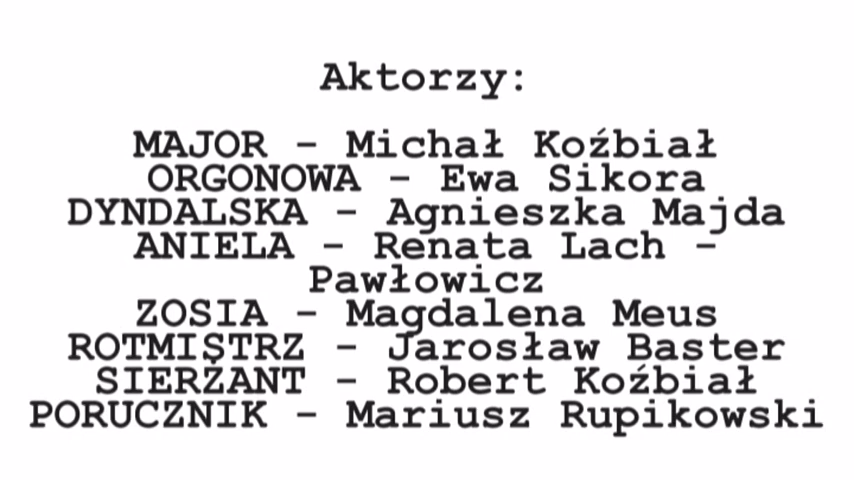 Aktorzy:
MAJOR - Michał Koźbiał
ORGONOWA - Ewa Sikora
DYNDALSKA - Agnieszka Majda
ANIELA - Renata Lach -
Pawłowicz
ZOSIA - Magdalena Meus
ROTMISTRZ - Jarosław Baster
SIERŻANT - Robert Koźbiał
PORUCZNIK - Mariusz Rupikowski